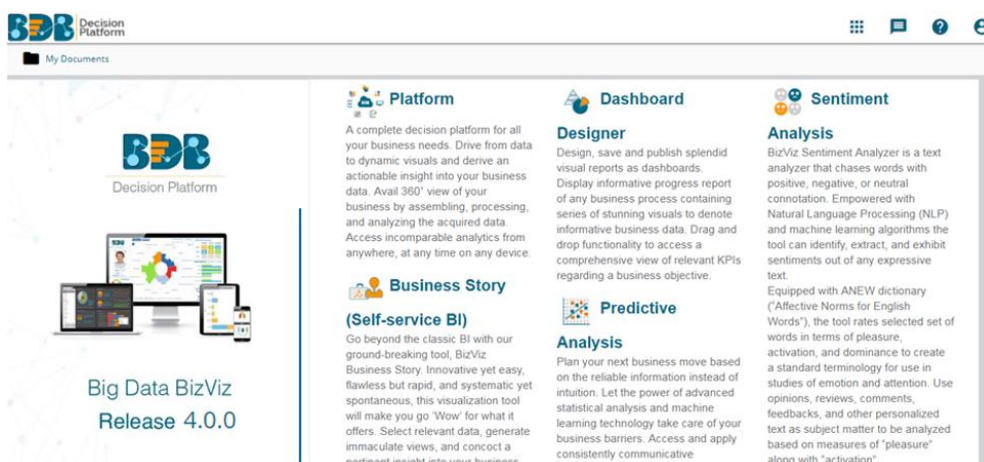 BDB Decision
Platform
My Documents
BDB
Decision Platform
Big Data BizViz
Release 4.0.0
Platform
A complete decision platform for all
your business needs. Drive from data
to dynamic visuals and derive an
actionable insight into your business
data. Avail 360° view of your
business by assembling, processing,
and analyzing the acquired data.
Access incomparable analytics from
anywhere, at any time on any device.
Business Story
(Self-service BI)
Go beyond the classic BI with our
ground-breaking tool, BizViz
Business Story. Innovative yet easy,
flawless but rapid, and systematic yet
spontaneous, this visualization tool
will make you go 'Wow' for what it
offers. Select relevant data, generate
immaculate views, and concoct a
pertinent insight into your business
Dashboard
Designer
Design, save and publish splendid
visual reports as dashboards.
Display informative progress report
of any business process containing
series of stunning visuals to denote
informative business data. Drag and
drop functionality to access a
comprehensive view of relevant KPIs
regarding a business objective.
Predictive
Analysis
Plan your next business move based
on the reliable information instead of
intuition. Let the power of advanced
statistical analysis and machine
learning technology take care of your
business barriers. Access and apply
consistently communicative
Sentiment
Analysis
BizViz Sentiment Analyzer is a text
analyzer that chases words with
positive, negative, or neutral
connotation. Empowered with
Natural Language Processing (NLP)
and machine learning algorithms the
tool can identify, extract, and exhibit
sentiments out of any expressive
text.
Equipped with ANEW dictionary
("Affective Norms for English
Words"), the tool rates selected set of
words in terms of pleasure,
activation, and dominance to create
a standard terminology for use in
studies of emotion and attention. Use
opinions, reviews, comments,
feedbacks, and other personalized
text as subject matter to be analyzed
based on measures of "pleasure"
along with "activation"